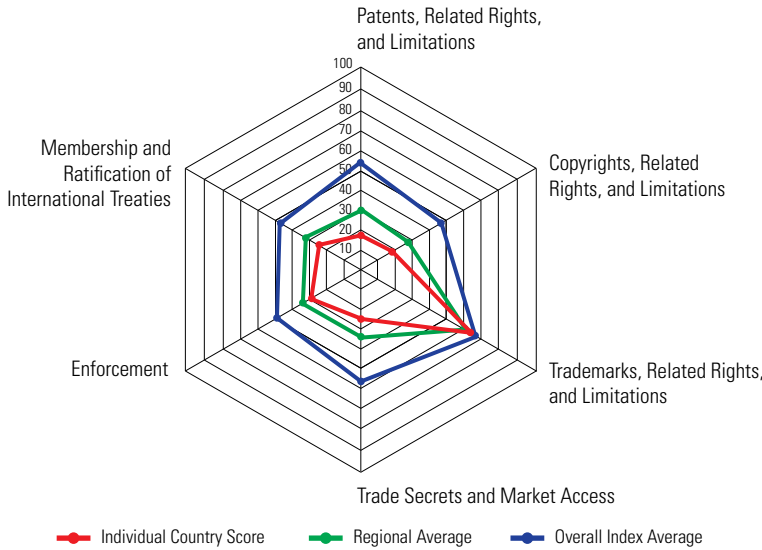 Patents, Related Rights,
and Limitations
100
90
80
70
60
50
40
30
20
10
Membership and
Ratification of
International Treaties
Copyrights, Related
Rights, and Limitations
Enforcement
Trademarks, Related Rights,
and Limitations
Trade Secrets and Market Access
Individual Country Score
Regional Average
Overall Index Average